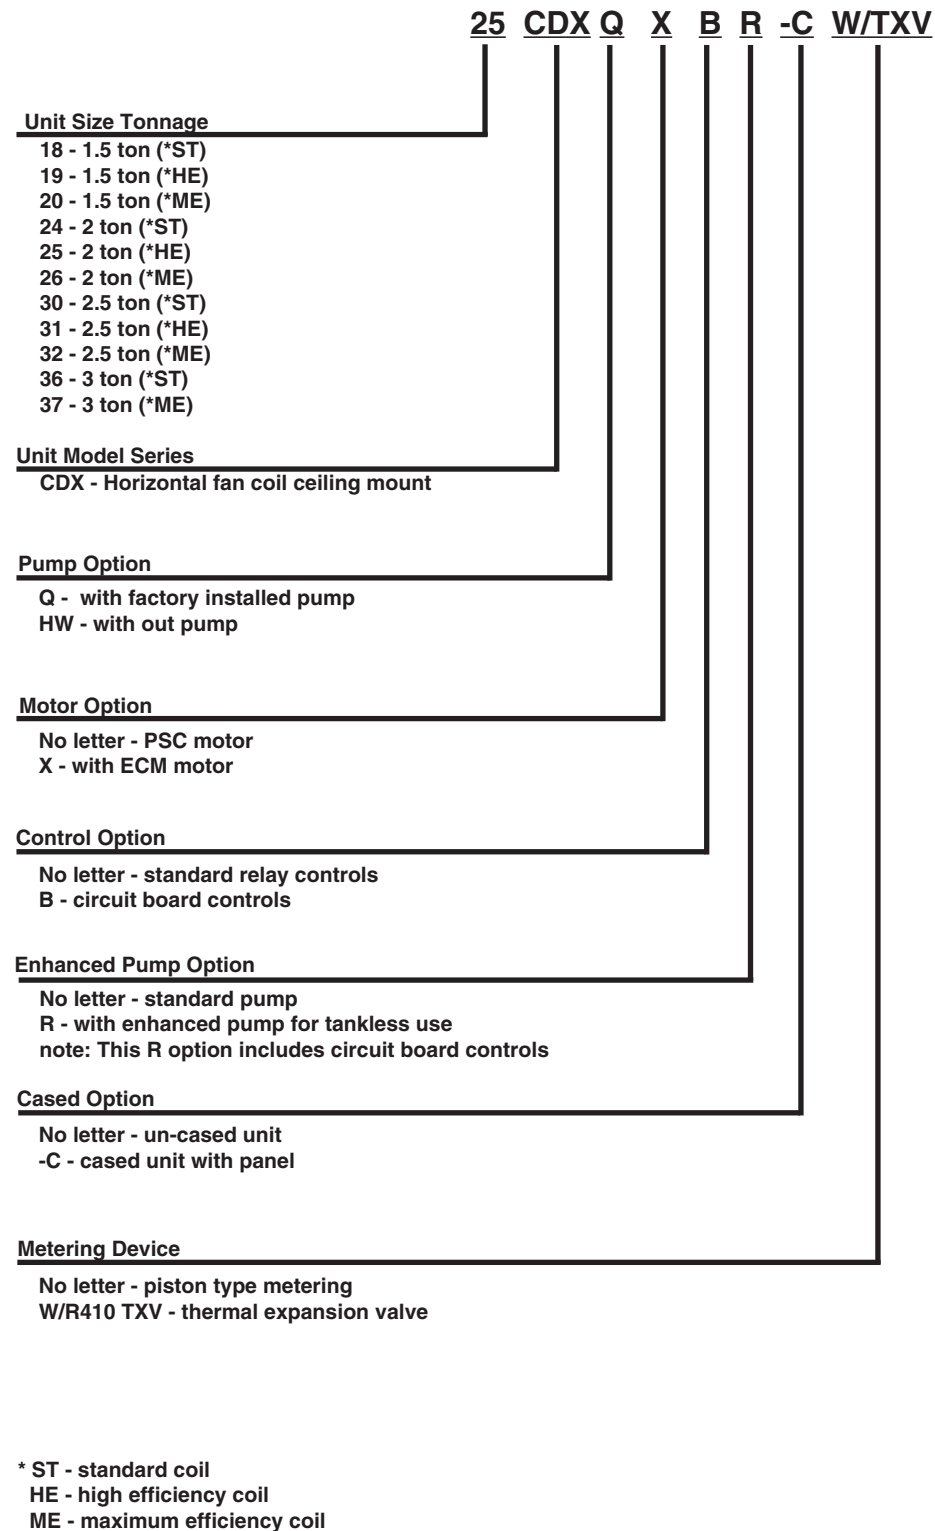 25 CDX Q X B R -C W/TXV
Unit Size Tonnage
18 - 1.5 ton (*ST)
19 - 1.5 ton (*HE)
20 - 1.5 ton (*ME)
24 - 2 ton (*ST)
25 - 2 ton (*HE)
26 - 2 ton (*ME)
30 - 2.5 ton (*ST)
31 - 2.5 ton (*HE)
32 - 2.5 ton (*ME)
36 - 3 ton (*ST)
37 - 3 ton (*ME)
Unit Model Series
CDX - Horizontal fan coil ceiling mount
Pump Option
Q - with factory installed pump
HW - with out pump
Motor Option
No letter - PSC motor
X - with ECM motor
Control Option
No letter - standard relay controls
B - circuit board controls
Enhanced Pump Option
No letter - standard pump
R - with enhanced pump for tankless use
note: This R option includes circuit board controls
Cased Option
No letter - un-cased unit
-C - cased unit with panel
Metering Device
No letter - piston type metering
W/R410 TXV - thermal expansion valve
* ST - standard coil
HE - high efficiency coil
ME - maximum efficiency coil